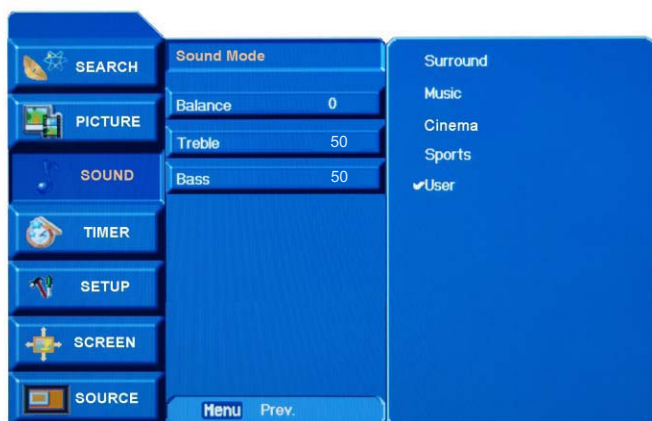 SEARCH
PICTURE
SOUND
TIMER
SETUP
SCREEN
SOURCE
Sound Mode
Balance 0
Treble 50
Bass 50
Menu Prev.
Surround
Music
Cinema
Sports
User